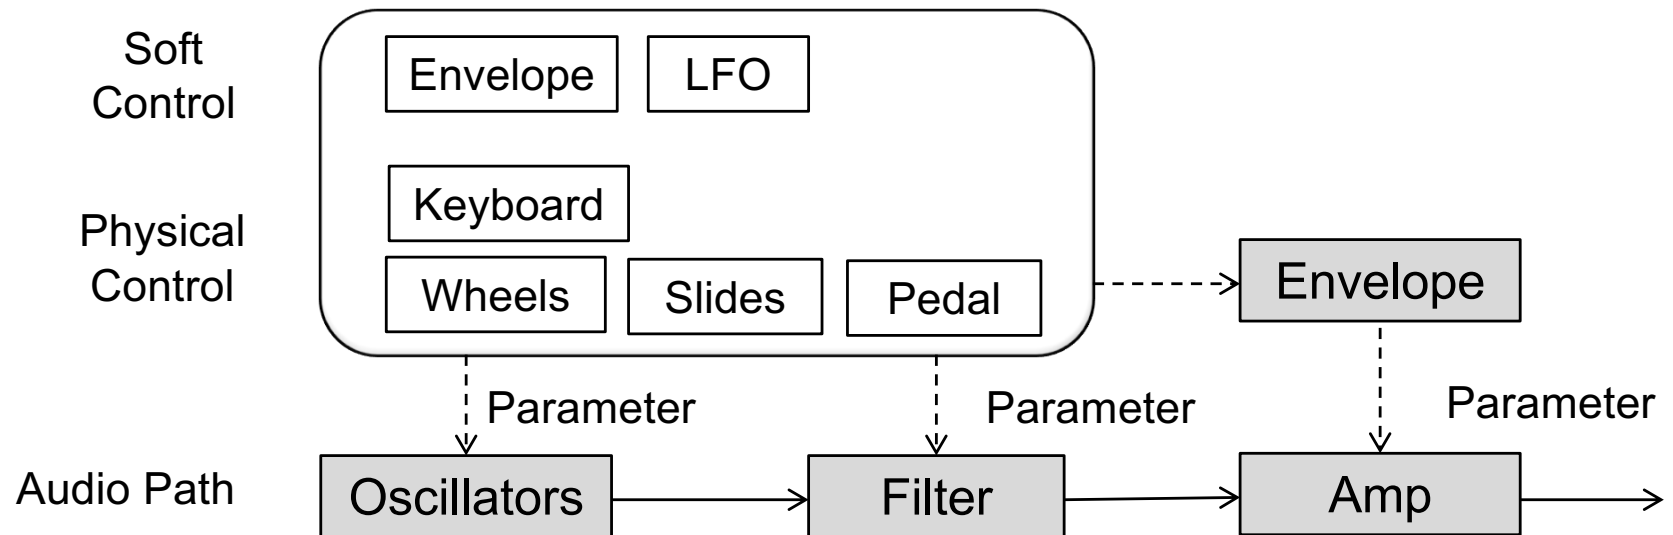 Soft
Control
Envelope
LFO
Physical
Control
Keyboard
Wheels
Slides
Pedal
Envelope
Parameter
Parameter
Parameter
Audio Path
Oscillators
Filter
Amp